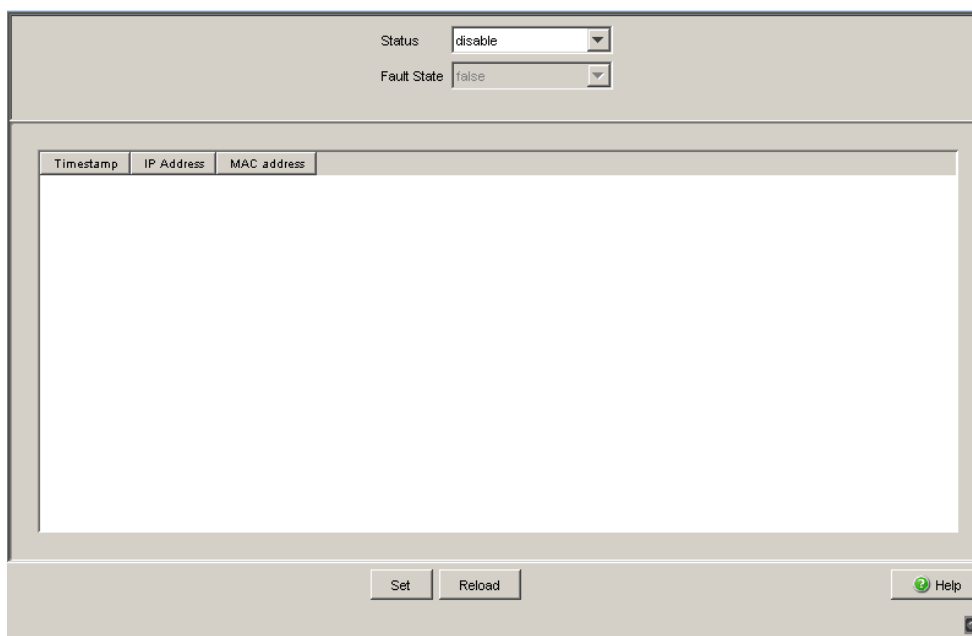 Status disable
Fault State false
Timestamp IP Address MAC address
Set Reload Help